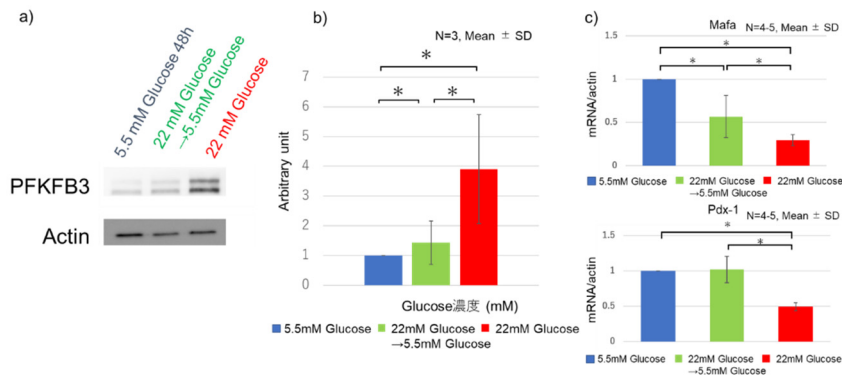 a)
5.5 mM Glucose 48h
22 mM Glucose
→5.5mM Glucose
22 mM Glucose
PFKFB3
Actin
b)
N=3, Mean ± SD
*
*
*
7
6
5
4
3
2
1
0
Arbitrary unit
Glucose濃度 (mM)
5.5mM Glucose
22mM Glucose
→5.5mM Glucose
22mM Glucose
c)
Mafa
N=4-5, Mean ± SD
*
*
*
1.5
1
0.5
0
mRNA/actin
5.5mM Glucose
22mM Glucose
→5.5mM Glucose
22mM Glucose
Pdx-1
N=4-5, Mean ± SD
*
*
1.5
1
0.5
0
mRNA/actin
5.5mM Glucose
22mM Glucose
→5.5mM Glucose
22mM Glucose